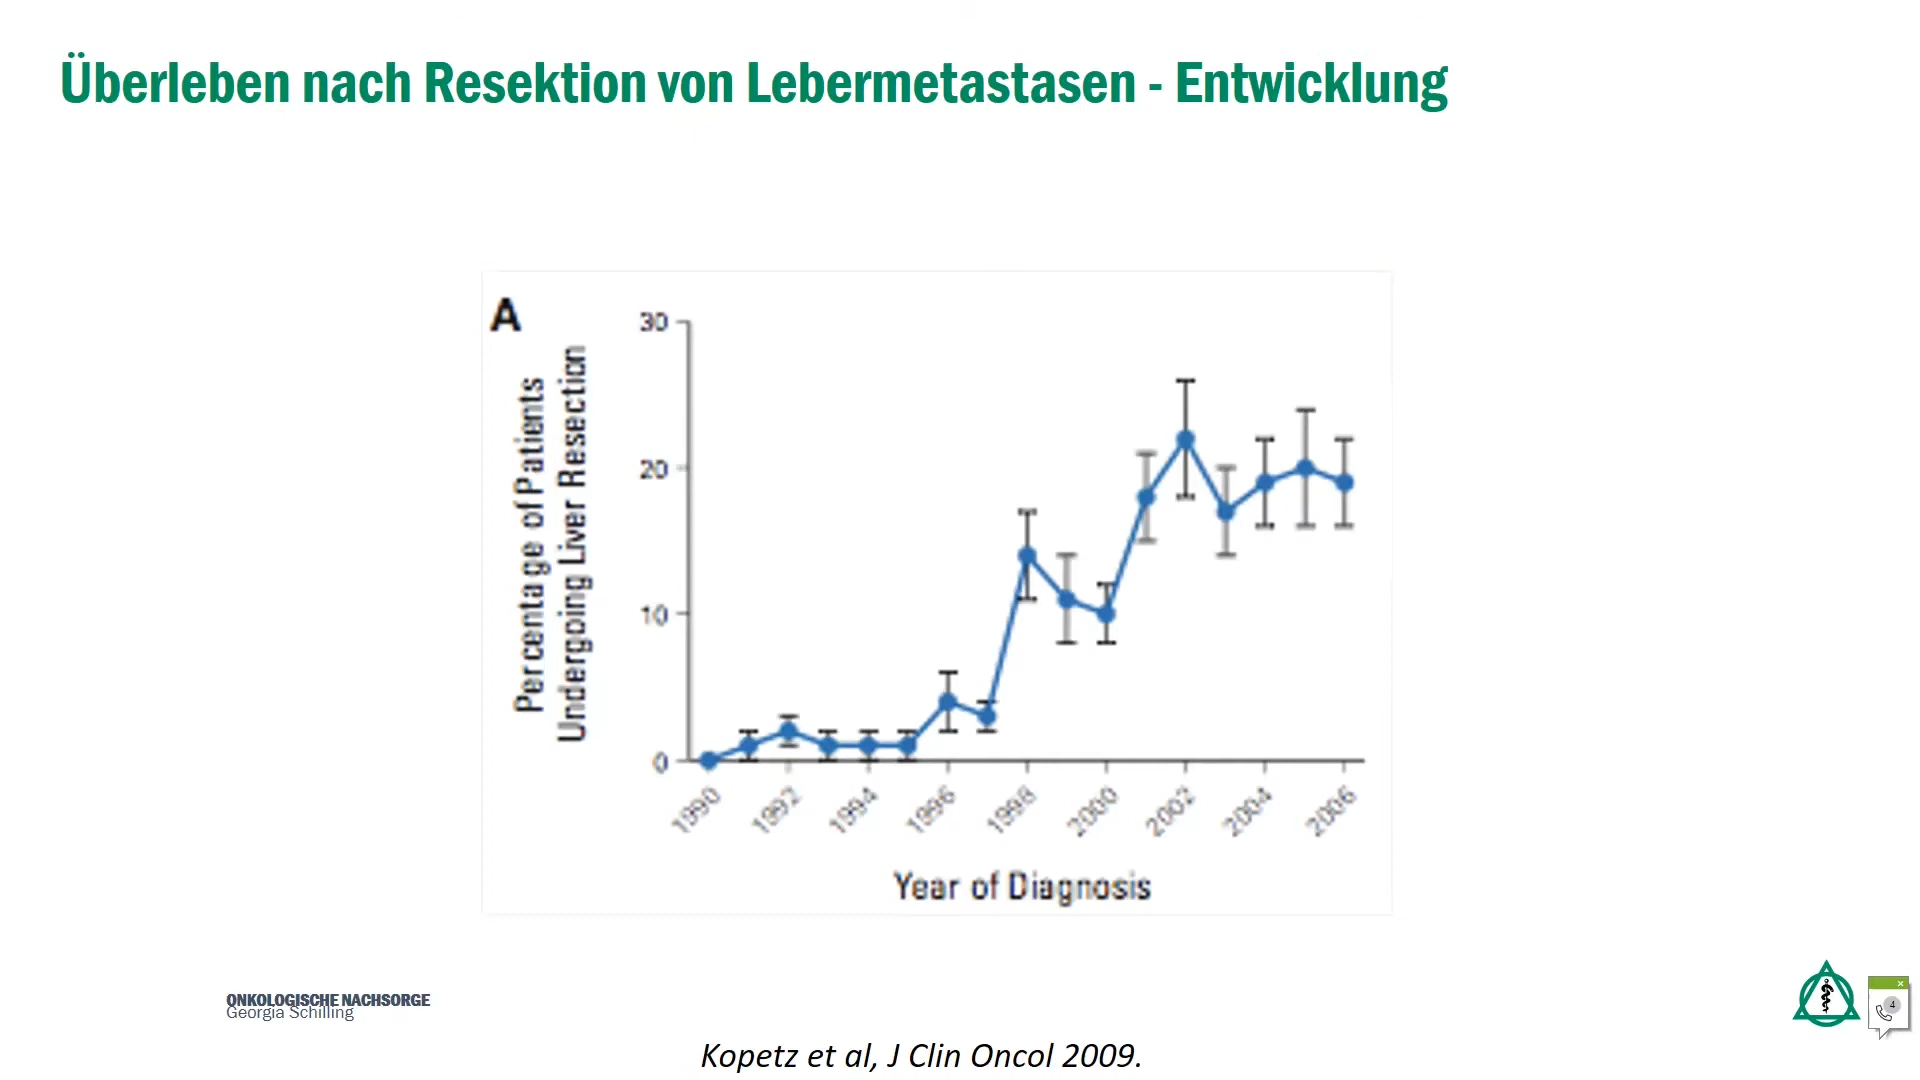 Überleben nach Resektion von Lebermetastasen - Entwicklung
A
Percentage of Patients
Undergoing Liver Resection
30
20
10
0
1990
1992
1994
1996
1998
2000
2002
2004
2006
Year of Diagnosis
ONKOLOGISCHE NACHSORGE
Georgia Schilling
4
Kopetz et al, J Clin Oncol 2009.